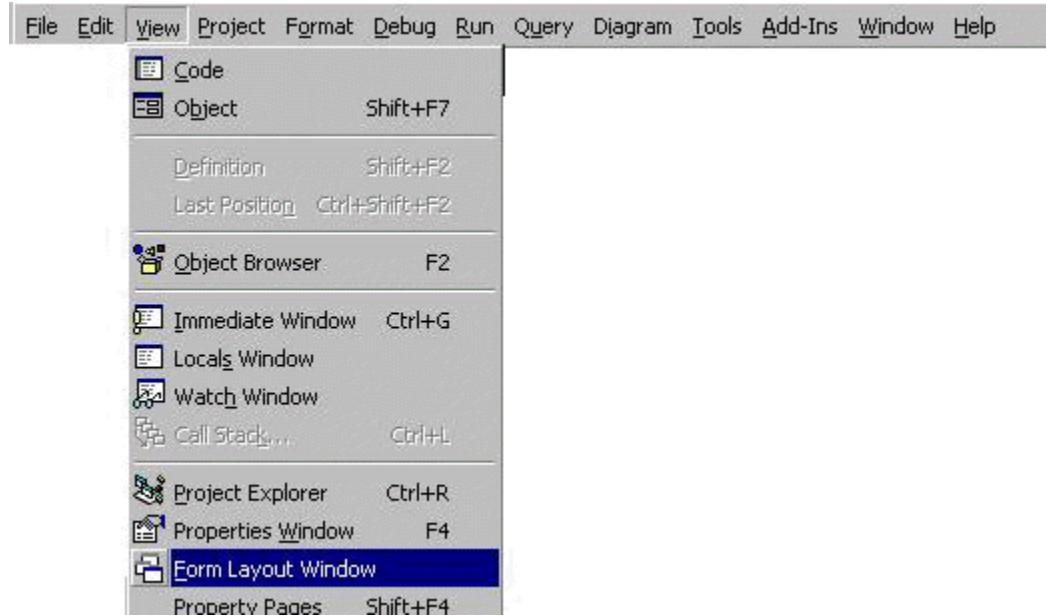 File Edit View Project Format Debug Run Query Diagram Tools Add-Ins Window Help
Code
Object Shift+F7
Definition Shift+F2
Last Position Ctrl+Shift+F2
Object Browser F2
Immediate Window Ctrl+G
Locals Window
Watch Window
Call Stack... Ctrl+L
Project Explorer Ctrl+R
Properties Window F4
Form Layout Window
Property Pages Shift+F4